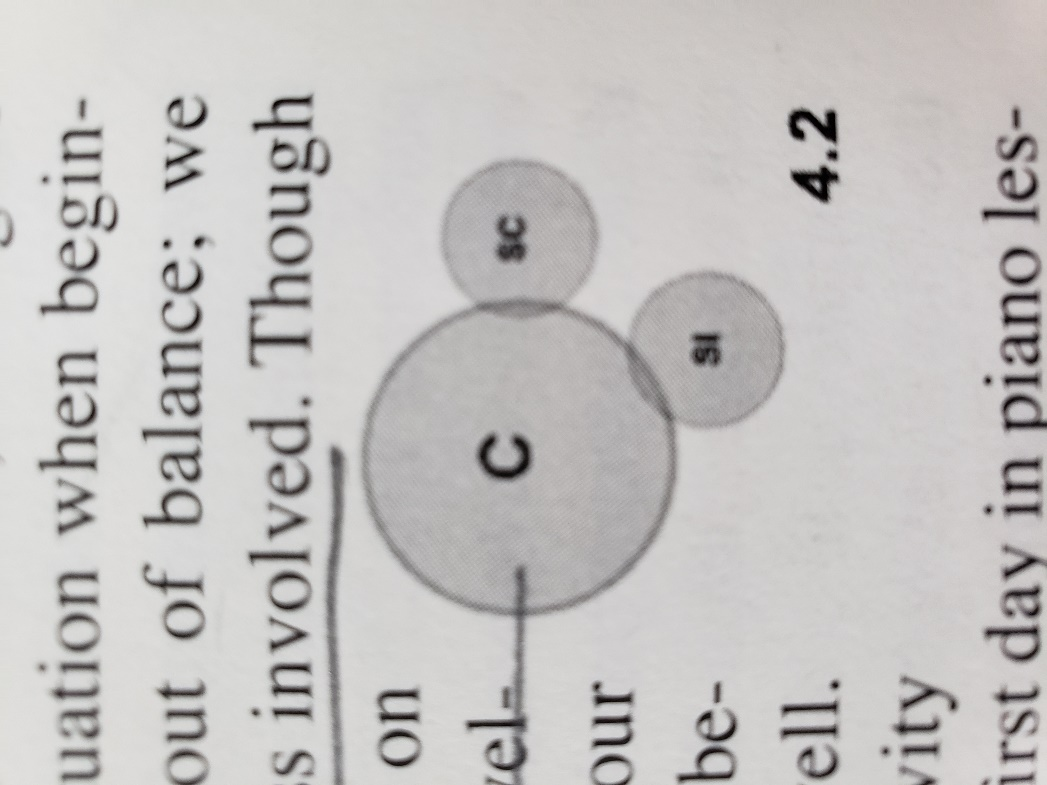 uation when begin-
out of balance; we
ss involved. Though
on
vel-
our
be-
ell.
vity
C
SC
SI
4.2
irst day in piano les-